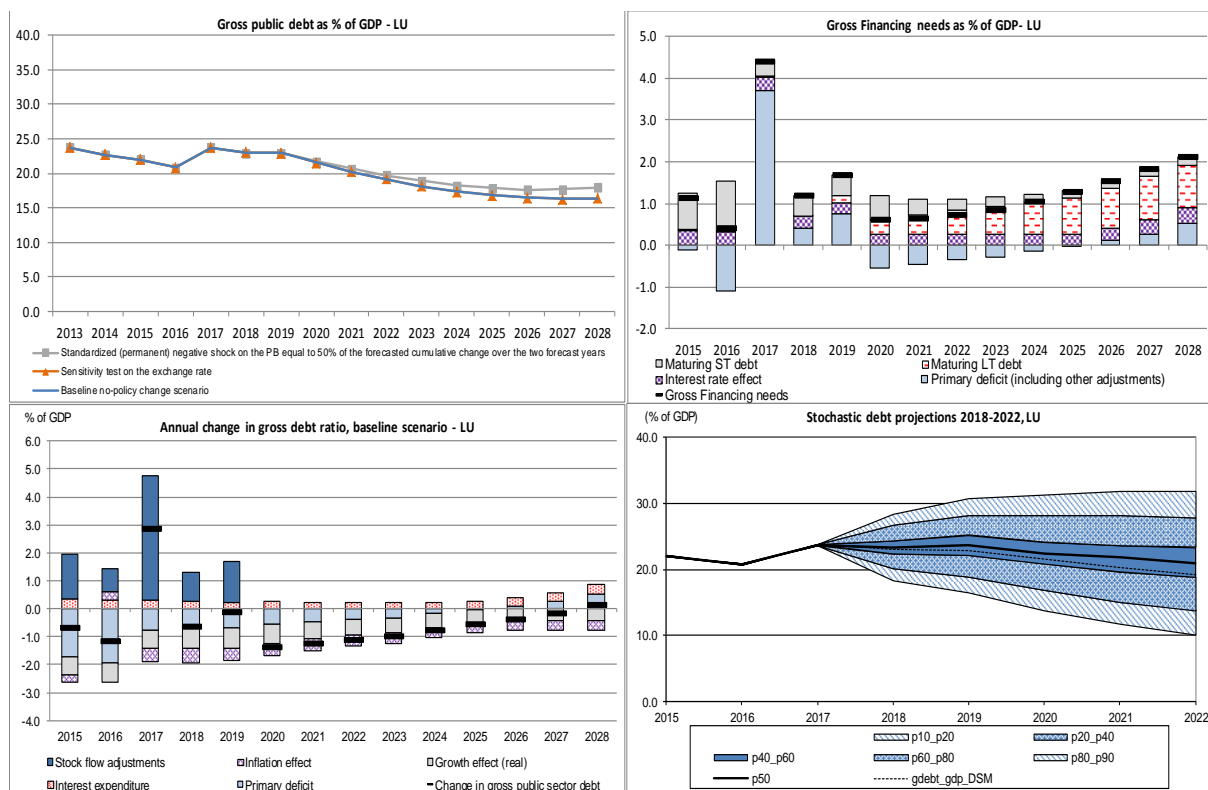 Gross public debt as % of GDP - LU
40.0
35.0
30.0
25.0
20.0
15.0
10.0
5.0
0.0
2013 2014 2015 2016 2017 2018 2019 2020 2021 2022 2023 2024 2025 2026 2027 2028
Standardized (permanent) negative shock on the PB equal to 50% of the forecasted cumulative change over the two forecast years
Sensitivity test on the exchange rate
Baseline no-policy change scenario
Gross Financing needs as % of GDP- LU
5.0
4.0
3.0
2.0
1.0
0.0
-1.0
-2.0
2015 2016 2017 2018 2019 2020 2021 2022 2023 2024 2025 2026 2027 2028
Maturing ST debt Maturing LT debt
Interest rate effect Primary deficit (including other adjustments)
Gross Financing needs
% of GDP
Annual change in gross debt ratio, baseline scenario - LU
6.0
5.0
4.0
3.0
2.0
1.0
0.0
-1.0
-2.0
-3.0
-4.0
2015 2016 2017 2018 2019 2020 2021 2022 2023 2024 2025 2026 2027 2028
Stock flow adjustments Inflation effect Growth effect (real)
Interest expenditure Primary deficit Change in gross public sector debt
(% of GDP)
Stochastic debt projections 2018-2022, LU
40.0
30.0
20.0
10.0
0.0
2015 2016 2017 2018 2019 2020 2021 2022
p10_p20 p20_p40
p40_p60 p60_p80 p80_p90
p50 gdebt_gdp_DSM